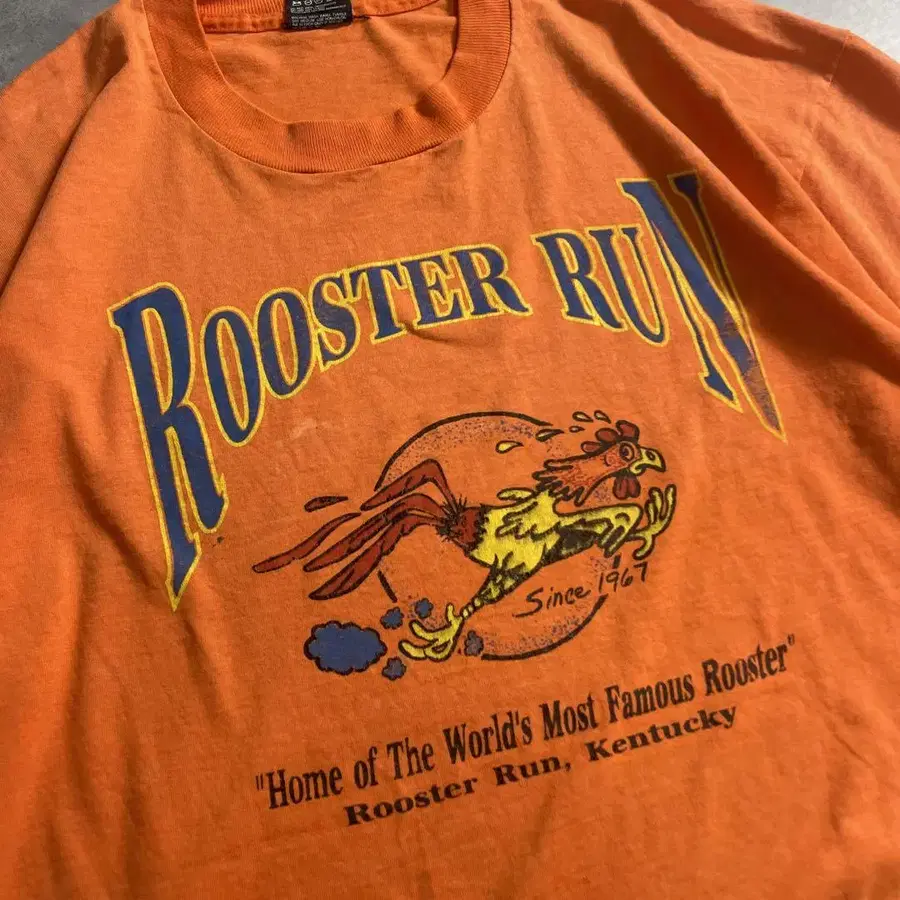 ROOSTER RUN
Since 1967
"Home of The World's Most Famous Rooster"
Rooster Run, Kentucky